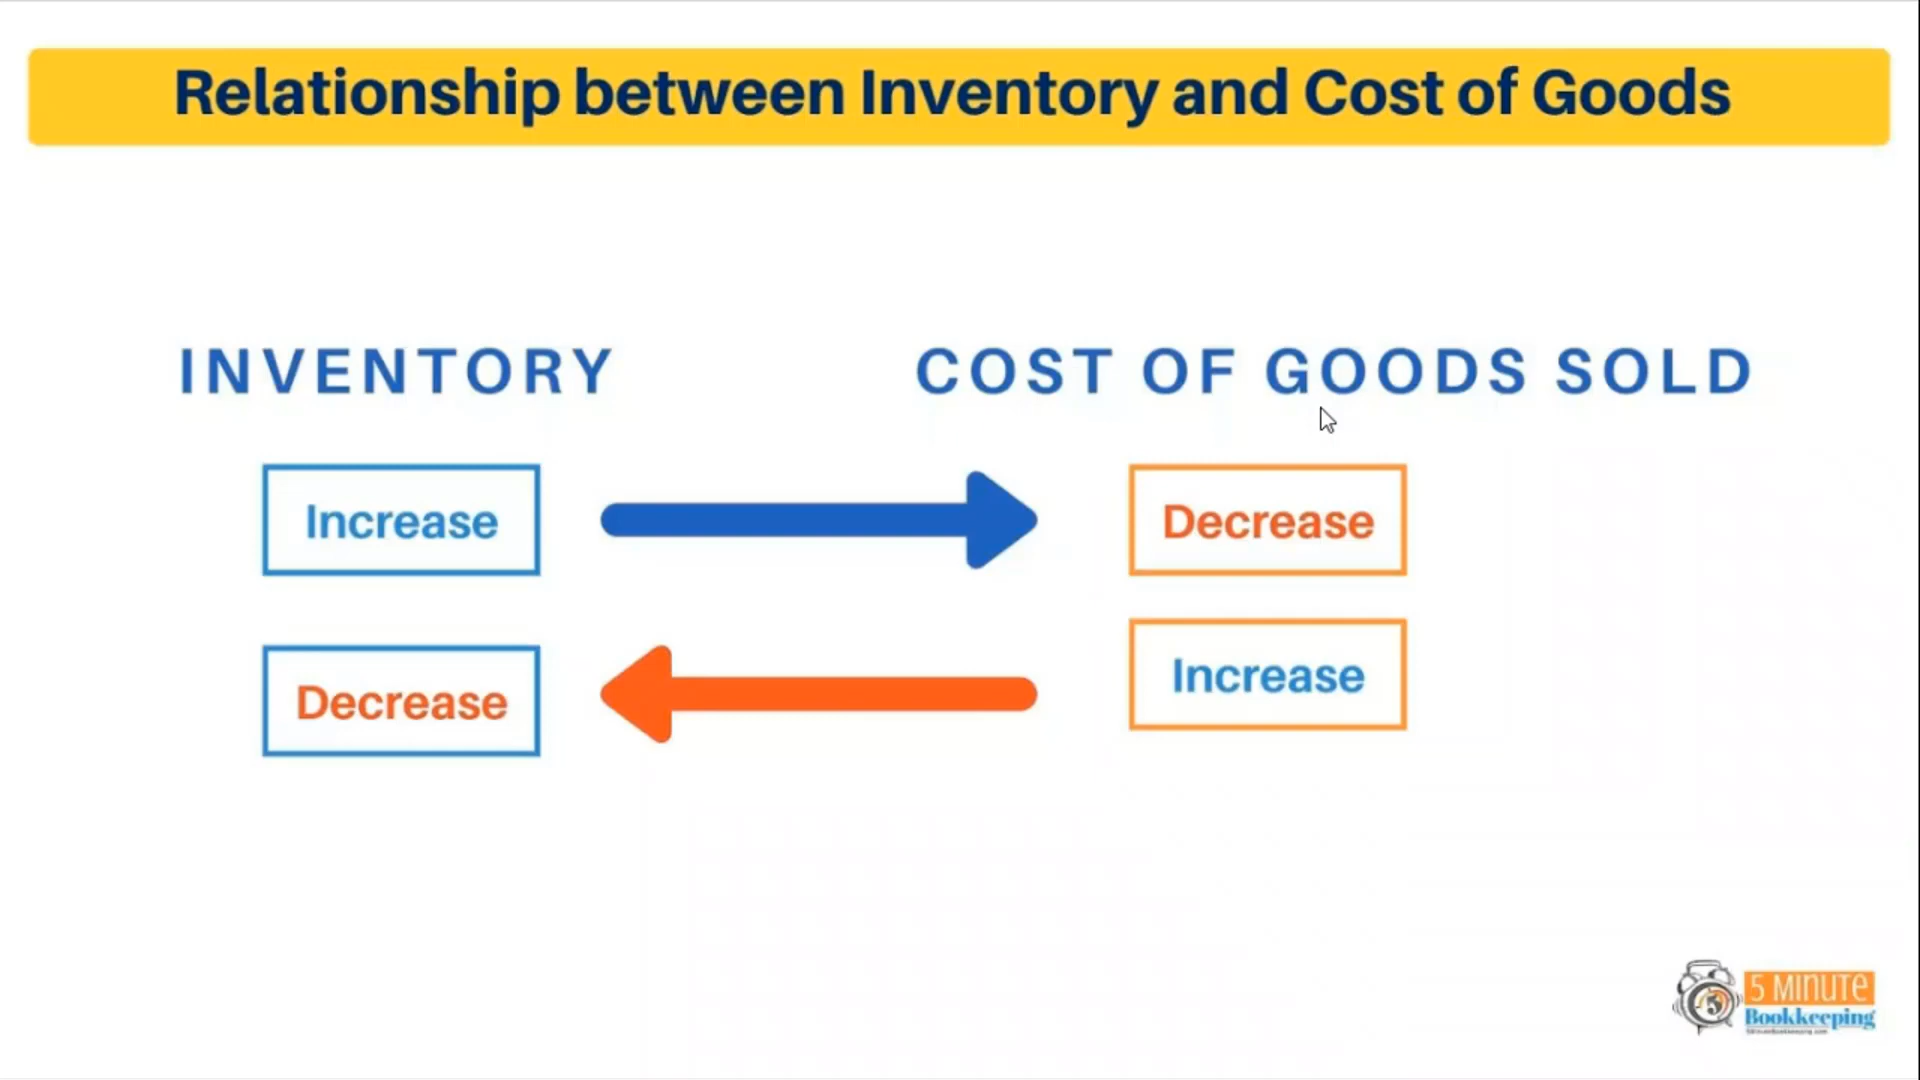 Relationship between Inventory and Cost of Goods
INVENTORY
COST OF GOODS SOLD
Increase
Decrease
Decrease
Increase
5 MINUTE
Bookkeeping